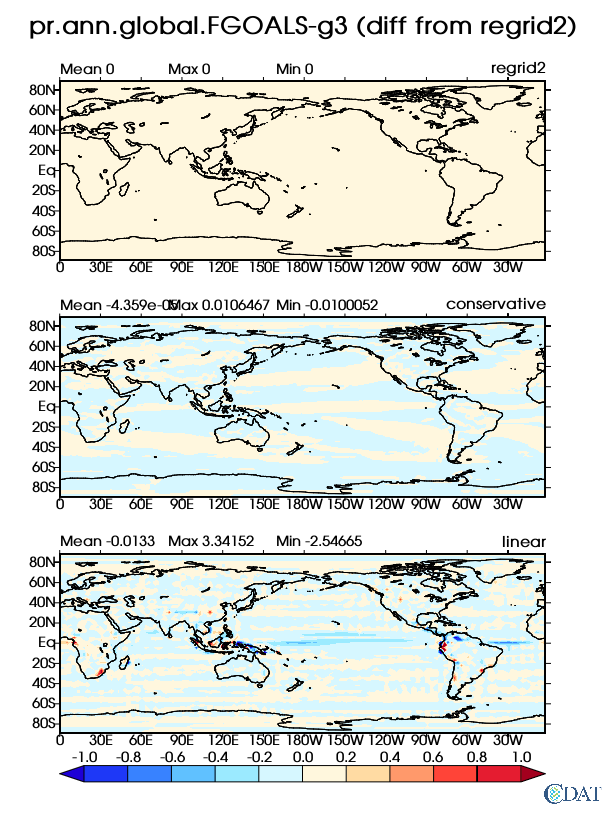 pr.ann.global.FGOALS-g3 (diff from regrid2)
Mean 0 Max 0 Min 0 regrid2
80N
60N
40N
20N
Eq
20S
40S
60S
80S
0 30E 60E 90E 120E 150E 180W 150W 120W 90W 60W 30W
Max 0.0106467 Min -0.0100052 conservative
80N
60N
40N
20N
Eq
20S
40S
60S
80S
0 30E 60E 90E 120E 150E 180W 150W 120W 90W 60W 30W
Mean -0.0133 Max 3.34152 Min -2.54665 linear
80N
60N
40N
20N
Eq
20S
40S
60S
80S
0 30E 60E 90E 120E 150E 180W 150W 120W 90W 60W 30W
-1.0 -0.8 -0.6 -0.4 -0.2 0.0 0.2 0.4 0.6 0.8 1.0
CDAT